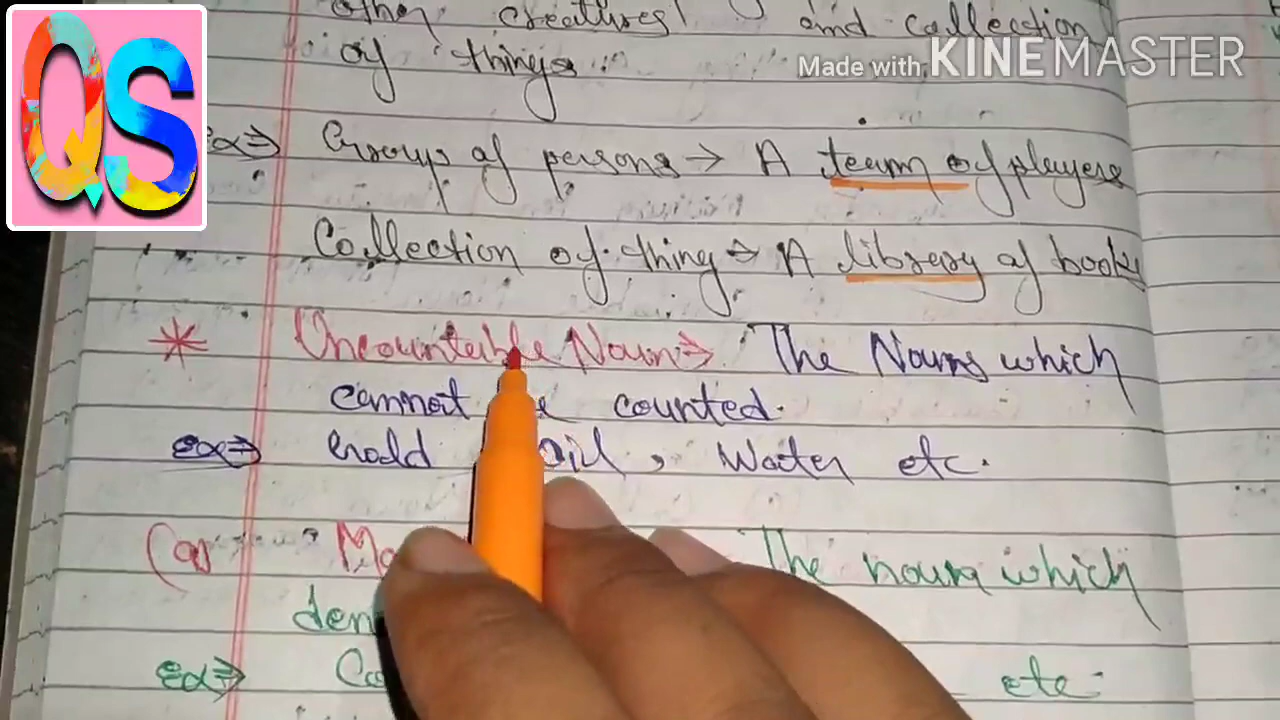 other creatures and collection
of things.
QS
Made with KINEMASTER
ex⇒ Group of persons → A team of players
Collection of thing → A library of books
* Uncountable Noun ⇒ The Nouns which
cannot counted.
ex⇒ oil, Water etc.
(a) The noun which
ex⇒ etc